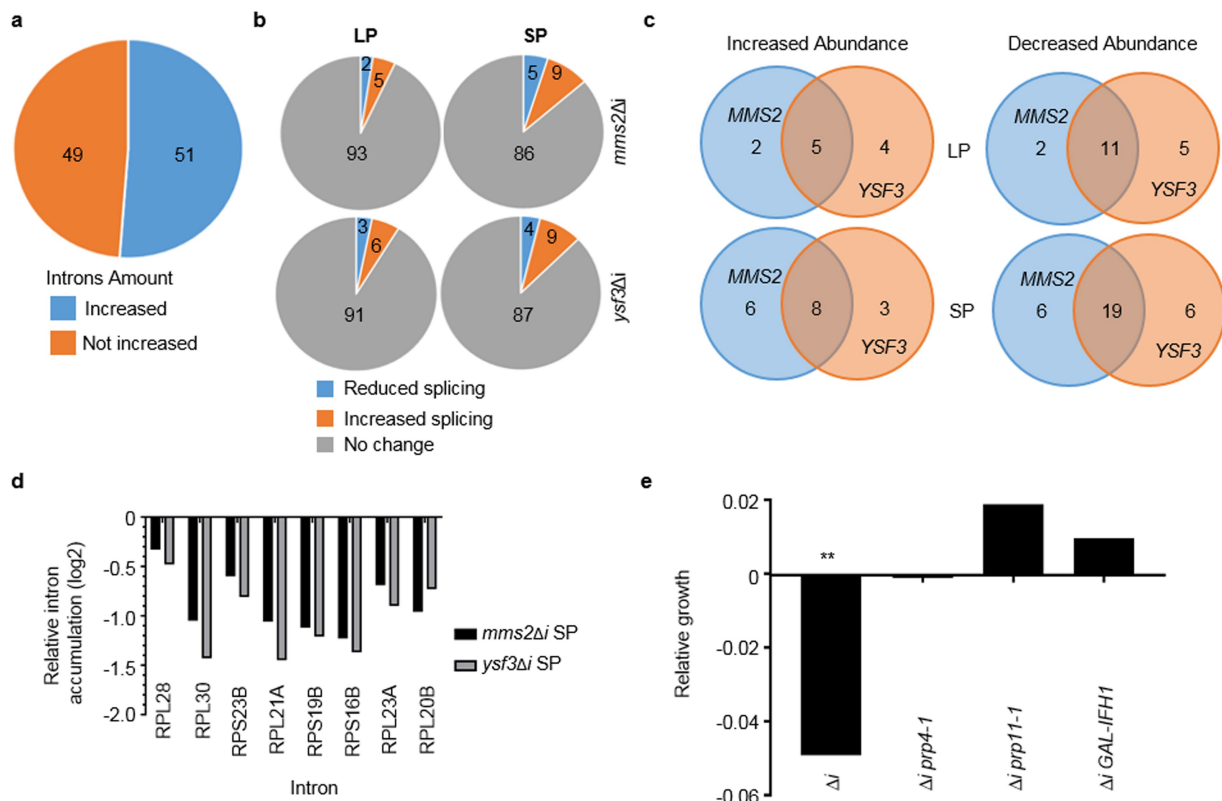 a
49
51
Introns Amount
Increased
Not increased
b
LP
SP
2
5
93
5
9
86
mms2Δi
3
6
91
4
9
87
ysf3Δi
Reduced splicing
Increased splicing
No change
c
Increased Abundance
Decreased Abundance
MMS2
2
5
4
YSF3
LP
MMS2
2
11
5
YSF3
MMS2
6
8
3
YSF3
SP
MMS2
6
19
6
YSF3
d
Relative intron
accumulation (log2)
0
-0.5
-1.0
-1.5
-2.0
RPL28
RPL30
RPS23B
RPL21A
RPS19B
RPS16B
RPL23A
RPL20B
Intron
mms2Δi SP
ysf3Δi SP
e
Relative growth
0.02
0
-0.02
-0.04
-0.06
**
Δi
Δi prp4-1
Δi prp11-1
Δi GAL-IFH1